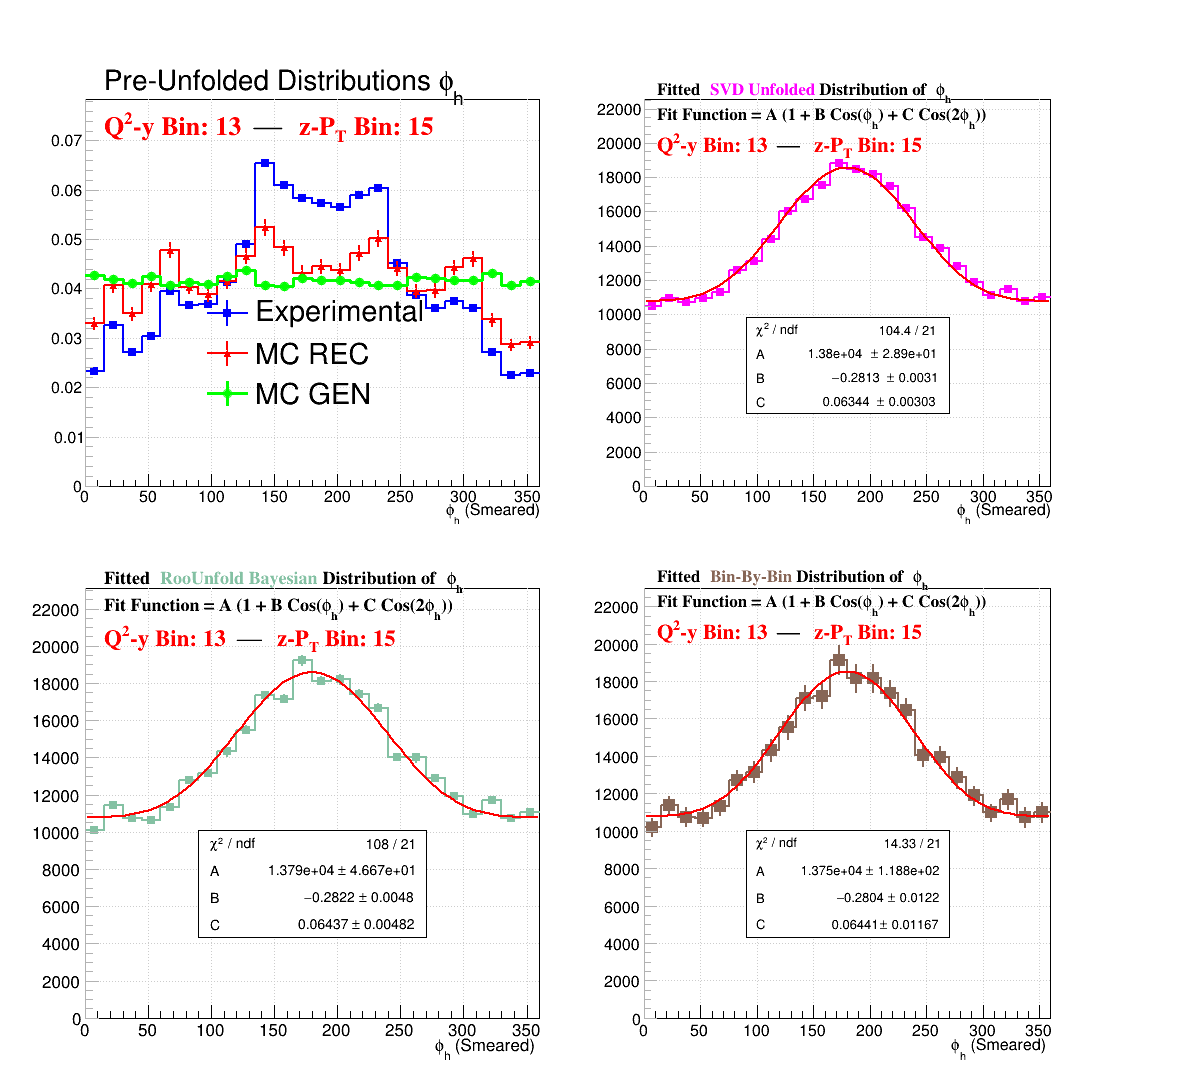 Pre-Unfolded Distributions ϕh
Q²-y Bin: 13 — z-PT Bin: 15
0.07
0.06
0.05
0.04
0.03
0.02
0.01
0
Experimental
MC REC
MC GEN
0 50 100 150 200 250 300 350
ϕh (Smeared)
Fitted SVD Unfolded Distribution of ϕh
Fit Function = A (1 + B Cos(ϕh) + C Cos(2ϕh))
Q²-y Bin: 13 — z-PT Bin: 15
22000
20000
18000
16000
14000
12000
10000
8000
6000
4000
2000
0
χ² / ndf 104.4 / 21
A 1.38e+04 ± 2.89e+01
B −0.2813 ± 0.0031
C 0.06344 ± 0.00303
0 50 100 150 200 250 300 350
ϕh (Smeared)
Fitted RooUnfold Bayesian Distribution of ϕh
Fit Function = A (1 + B Cos(ϕh) + C Cos(2ϕh))
Q²-y Bin: 13 — z-PT Bin: 15
22000
20000
18000
16000
14000
12000
10000
8000
6000
4000
2000
0
χ² / ndf 108 / 21
A 1.379e+04 ± 4.667e+01
B −0.2822 ± 0.0048
C 0.06437 ± 0.00482
0 50 100 150 200 250 300 350
ϕh (Smeared)
Fitted Bin-By-Bin Distribution of ϕh
Fit Function = A (1 + B Cos(ϕh) + C Cos(2ϕh))
Q²-y Bin: 13 — z-PT Bin: 15
22000
20000
18000
16000
14000
12000
10000
8000
6000
4000
2000
0
χ² / ndf 14.33 / 21
A 1.375e+04 ± 1.188e+02
B −0.2804 ± 0.0122
C 0.06441 ± 0.01167
0 50 100 150 200 250 300 350
ϕh (Smeared)